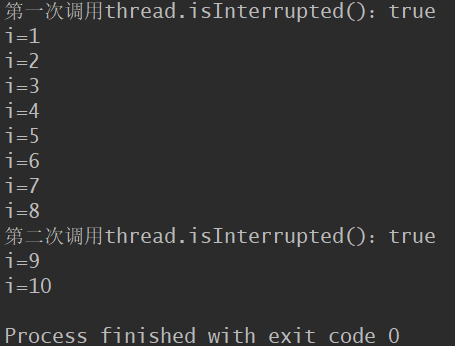 第一次调用thread.isInterrupted()：true
i=1
i=2
i=3
i=4
i=5
i=6
i=7
i=8
第二次调用thread.isInterrupted()：true
i=9
i=10
Process finished with exit code 0